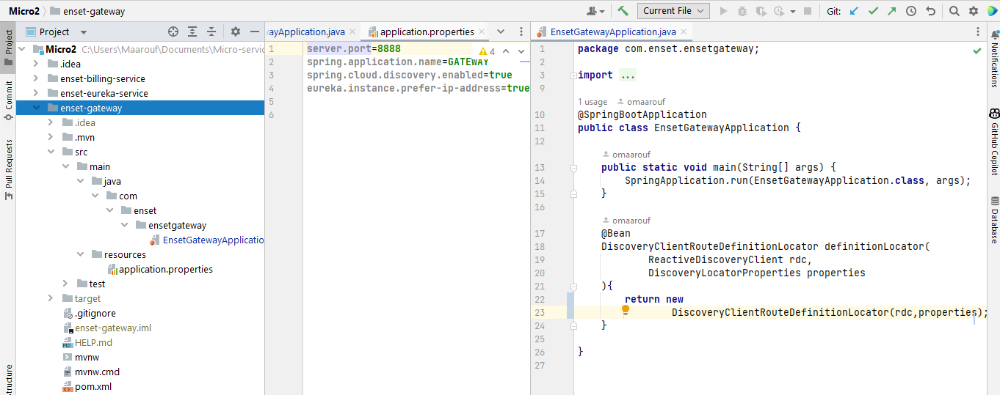 Micro2 enset-gateway
Current File
Git:
Project
Commit
Pull Requests
Structure
Project
Micro2 C:\Users\Maarouf\Documents\Micro-servic
.idea
enset-billing-service
enset-eureka-service
enset-gateway
.idea
.mvn
src
main
java
com
enset
ensetgateway
EnsetGatewayApplicatio
resources
application.properties
test
target
.gitignore
enset-gateway.iml
HELP.md
mvnw
mvnw.cmd
pom.xml
wayApplication.java application.properties
4
1 server.port=8888
2 spring.application.name=GATEWAY
3 spring.cloud.discovery.enabled=true
4 eureka.instance.prefer-ip-address=true
5
6
EnsetGatewayApplication.java
1 package com.enset.ensetgateway;
2
3 import ...
9
1 usage omaarouf
10 @SpringBootApplication
11 public class EnsetGatewayApplication {
12
omaarouf
13 public static void main(String[] args) {
14 SpringApplication.run(EnsetGatewayApplication.class, args);
15 }
16
omaarouf
17 @Bean
18 DiscoveryClientRouteDefinitionLocator definitionLocator(
19 ReactiveDiscoveryClient rdc,
20 DiscoveryLocatorProperties properties
21 ){
22 return new
23 DiscoveryClientRouteDefinitionLocator(rdc,properties);
24 }
25
26 }
27
Notifications
GitHub Copilot
Database